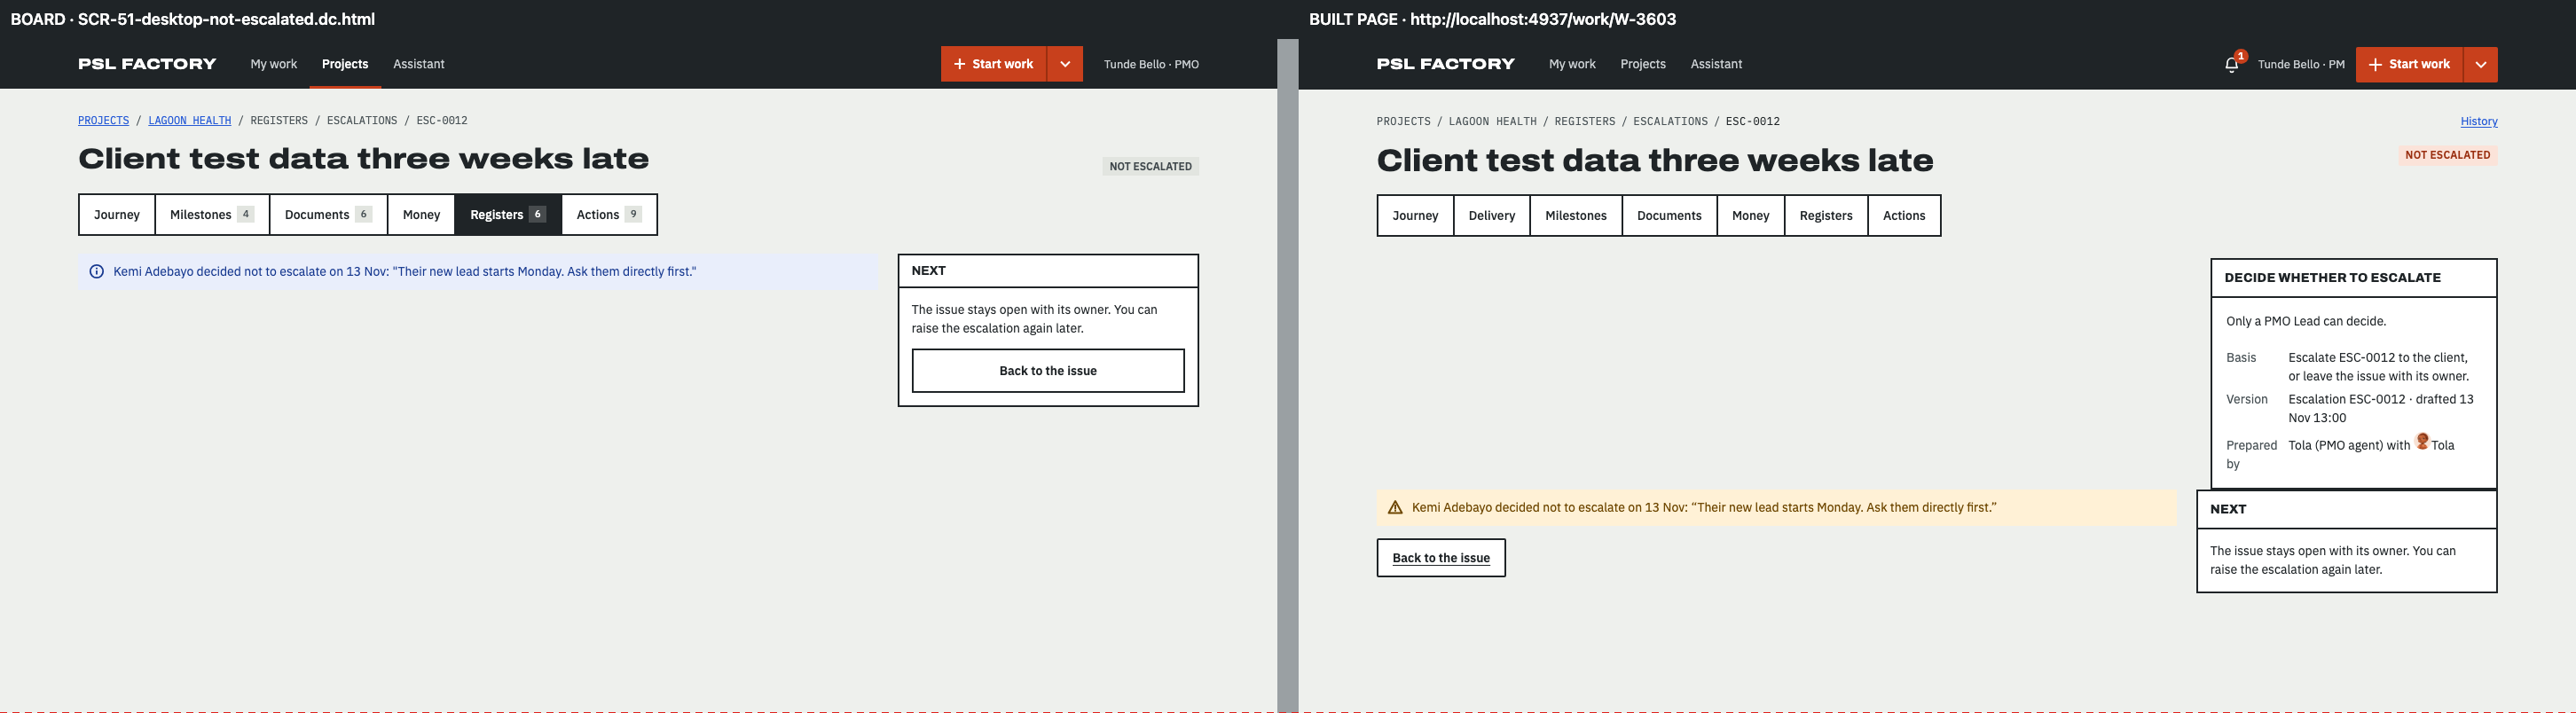 BOARD · SCR-51-desktop-not-escalated.dc.html
PSL FACTORY
My work
Projects
Assistant
Start work
Tunde Bello · PMO
PROJECTS / LAGOON HEALTH / REGISTERS / ESCALATIONS / ESC-0012
Client test data three weeks late
NOT ESCALATED
Journey
Milestones 4
Documents 6
Money
Registers 6
Actions 9
Kemi Adebayo decided not to escalate on 13 Nov: "Their new lead starts Monday. Ask them directly first."
NEXT
The issue stays open with its owner. You can
raise the escalation again later.
Back to the issue
BUILT PAGE · http://localhost:4937/work/W-3603
PSL FACTORY
My work
Projects
Assistant
1
Tunde Bello · PM
Start work
PROJECTS / LAGOON HEALTH / REGISTERS / ESCALATIONS / ESC-0012
History
Client test data three weeks late
NOT ESCALATED
Journey
Delivery
Milestones
Documents
Money
Registers
Actions
DECIDE WHETHER TO ESCALATE
Only a PMO Lead can decide.
Basis Escalate ESC-0012 to the client,
or leave the issue with its owner.
Version Escalation ESC-0012 · drafted 13
Nov 13:00
Prepared by Tola (PMO agent) with Tola
Kemi Adebayo decided not to escalate on 13 Nov: “Their new lead starts Monday. Ask them directly first.”
Back to the issue
NEXT
The issue stays open with its owner. You can
raise the escalation again later.